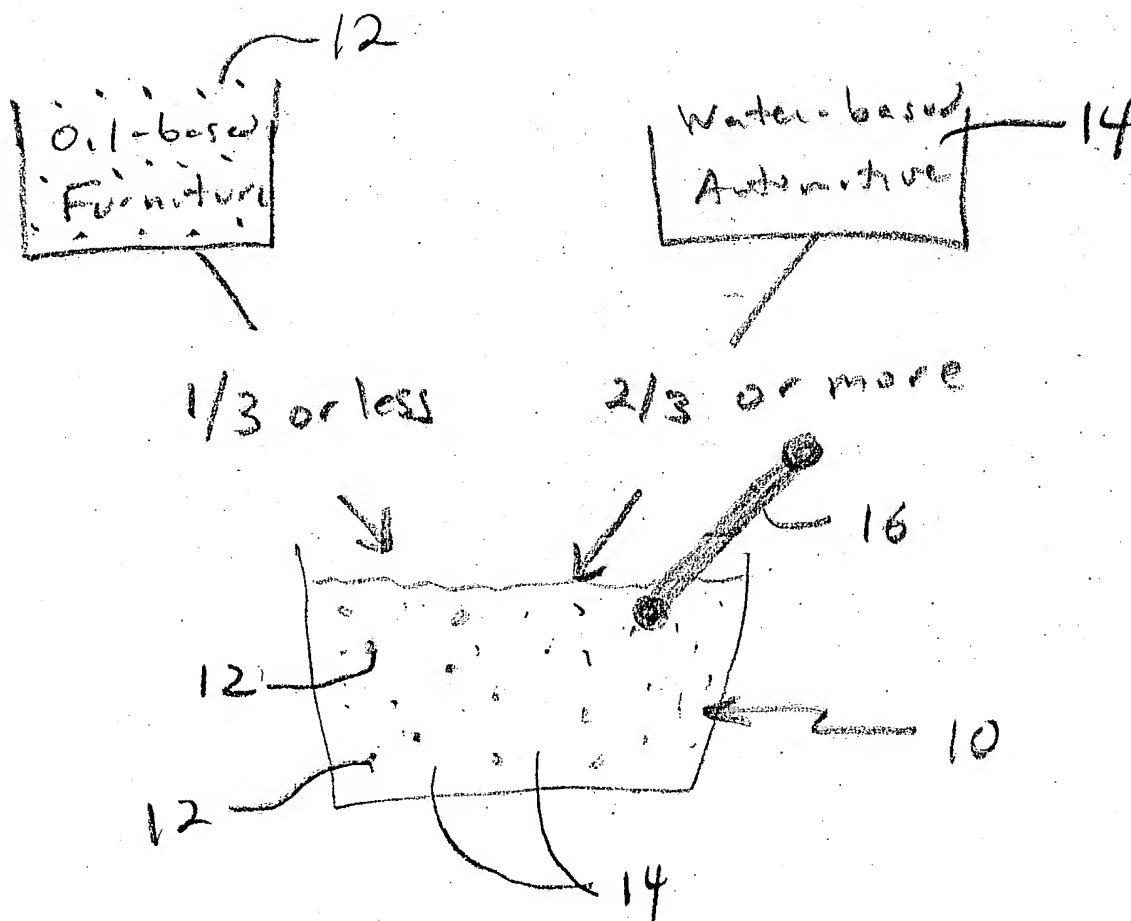 12
Oil-based
Furniture
Water-based
Automotive
14
1/3 or less
2/3 or more
16
12
10
12
14